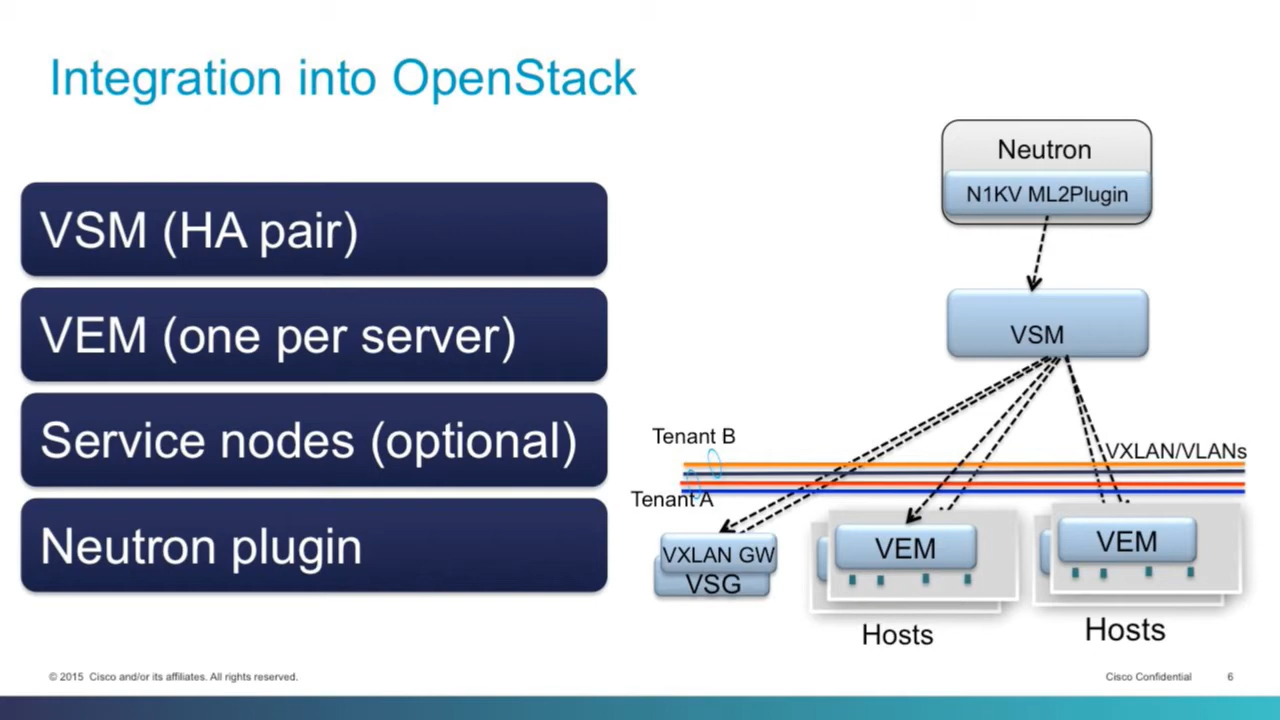 Integration into OpenStack
VSM (HA pair)
VEM (one per server)
Service nodes (optional)
Neutron plugin
Neutron
N1KV ML2Plugin
VSM
Tenant B
VXLAN/VLANs
Tenant A
VXLAN GW
VSG
VEM
VEM
Hosts
Hosts
© 2015 Cisco and/or its affiliates. All rights reserved.
Cisco Confidential
6